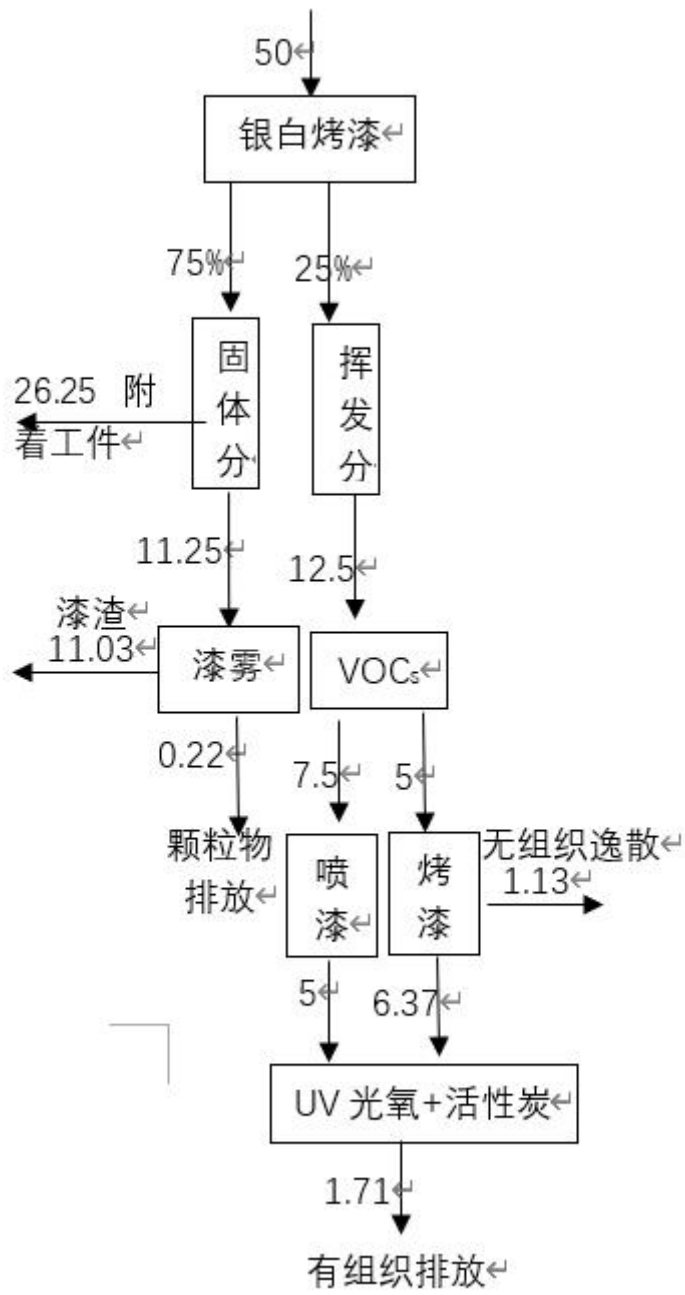 50
银白烤漆
75%
25%
固
体
分
挥
发
分
26.25 附
看工件
11.25
12.5
漆渣
11.03
漆雾
VOCs
0.22
7.5
5
颗粒物
排放
喷
漆
烤
漆
无组织逸散
1.13
5
6.37
UV 光氧+活性炭
1.71
有组织排放